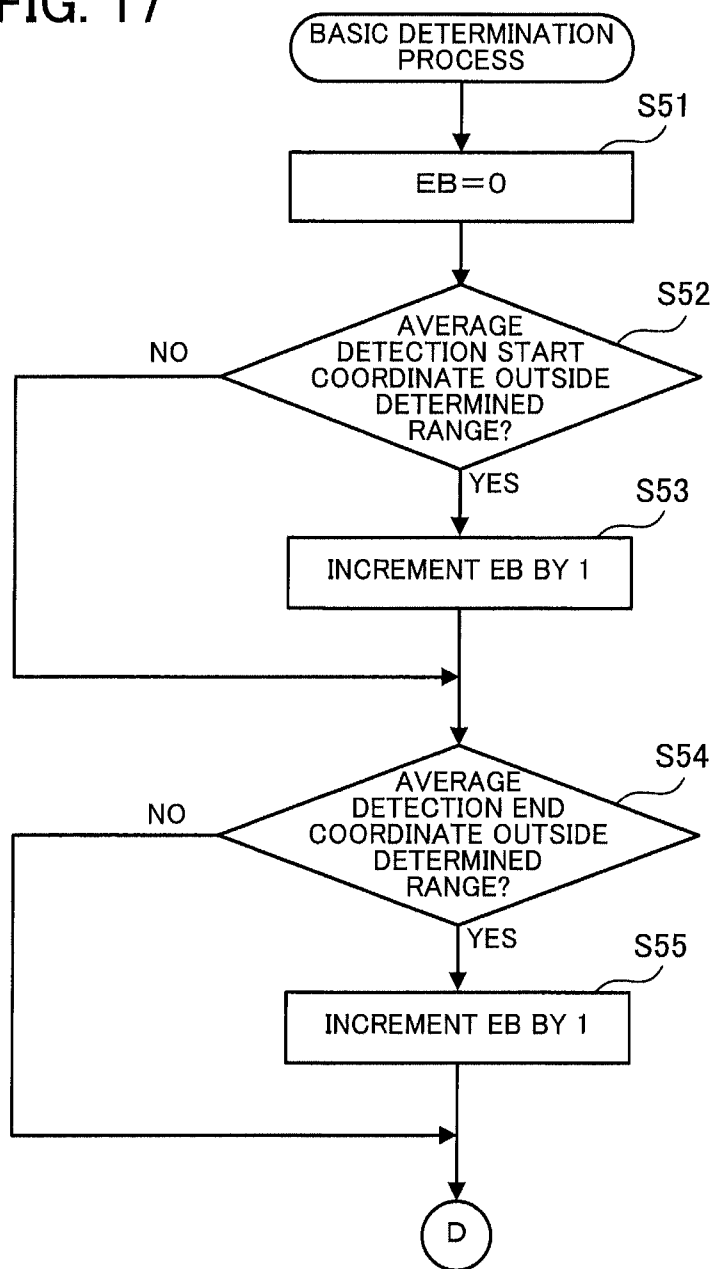 FIG. 17
BASIC DETERMINATION
PROCESS
S51
EB=0
S52
AVERAGE
DETECTION START
COORDINATE OUTSIDE
DETERMINED
RANGE?
NO
YES
S53
INCREMENT EB BY 1
S54
AVERAGE
DETECTION END
COORDINATE OUTSIDE
DETERMINED
RANGE?
NO
YES
S55
INCREMENT EB BY 1
D